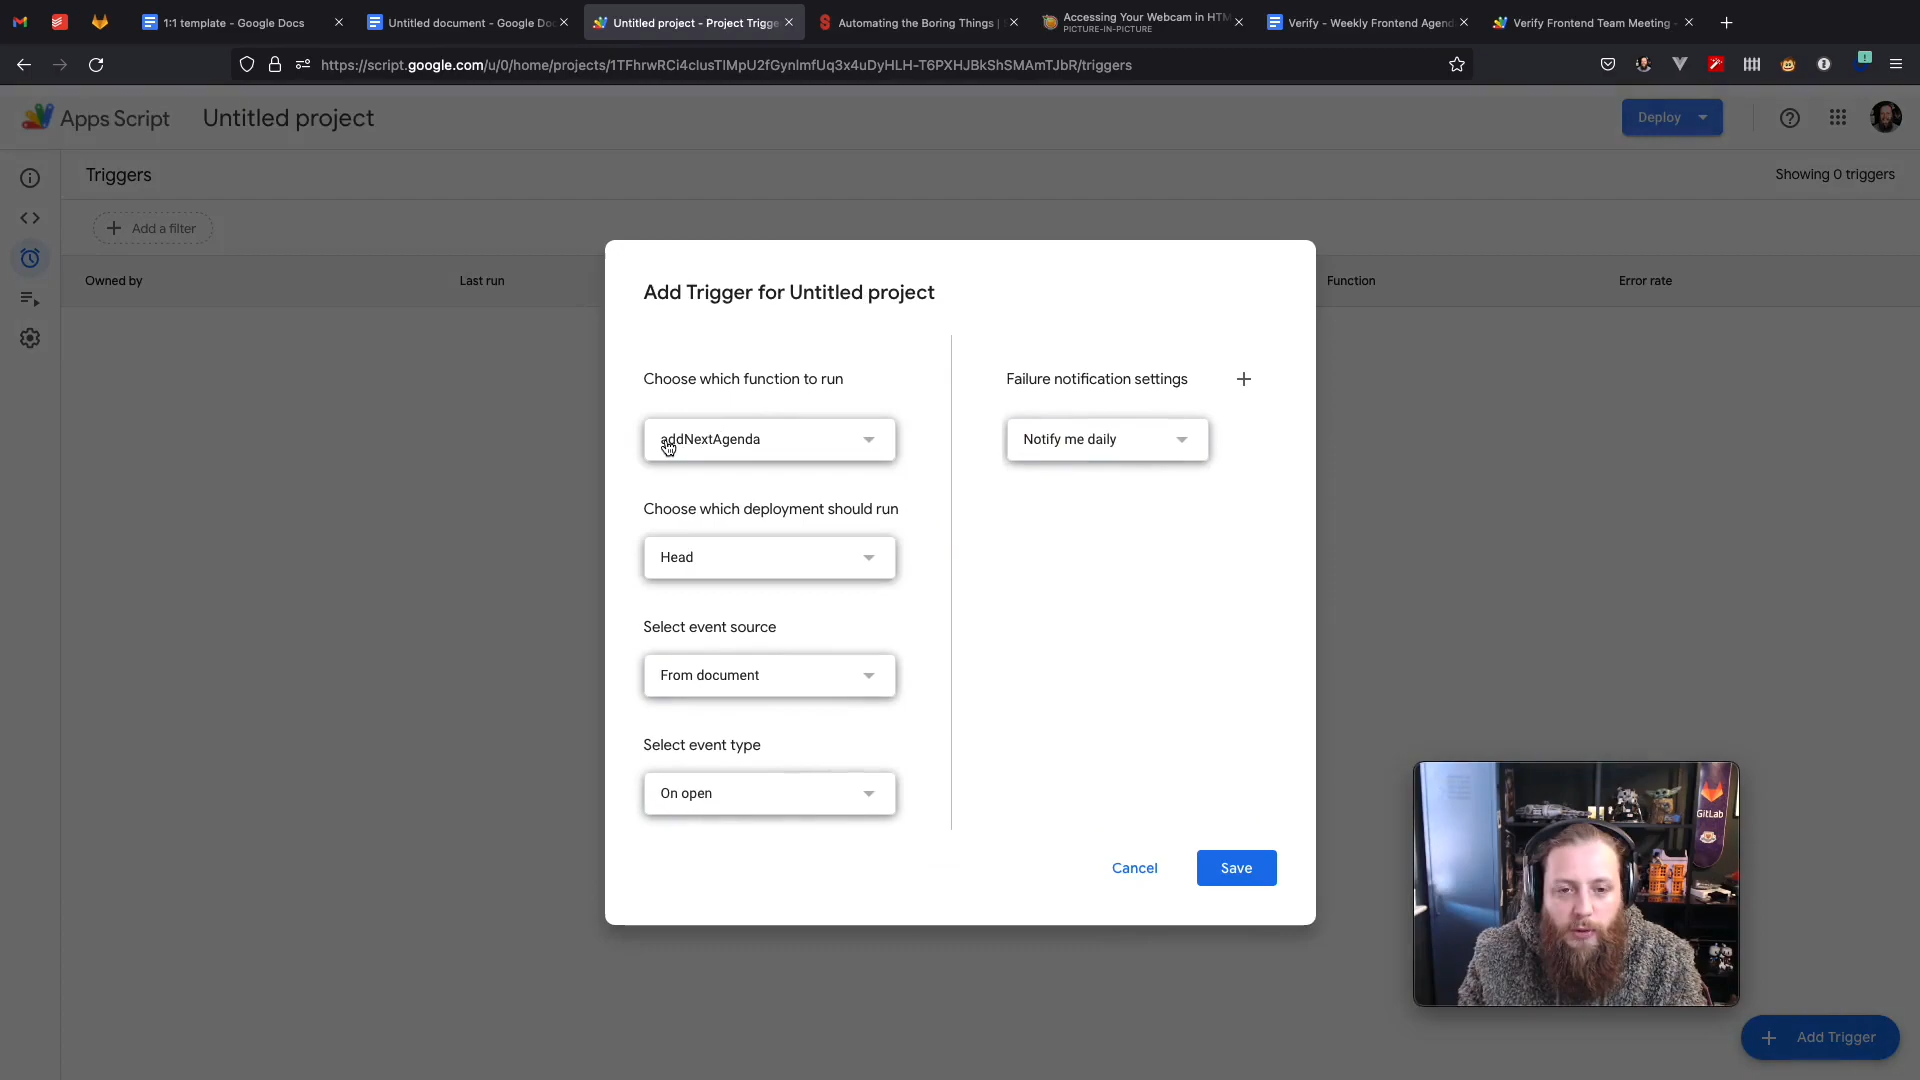 1:1 template - Google Docs
Untitled document - Google Do
Untitled project - Project Trigge
Automating the Boring Things |
Accessing Your Webcam in HTM
PICTURE-IN-PICTURE
Verify - Weekly Frontend Agend
Verify Frontend Team Meeting -
https://script.google.com/u/0/home/projects/1TFhrwRCi4clusTlMpU2fGynlmfUq3x4uDyHLH-T6PXHJBkShSMAmTJbR/triggers
Apps Script
Untitled project
Deploy
Triggers
Showing 0 triggers
Add a filter
Owned by
Last run
Function
Error rate
Add Trigger for Untitled project
Choose which function to run
addNextAgenda
Choose which deployment should run
Head
Select event source
From document
Select event type
On open
Failure notification settings
Notify me daily
Cancel
Save
GitLab
Add Trigger